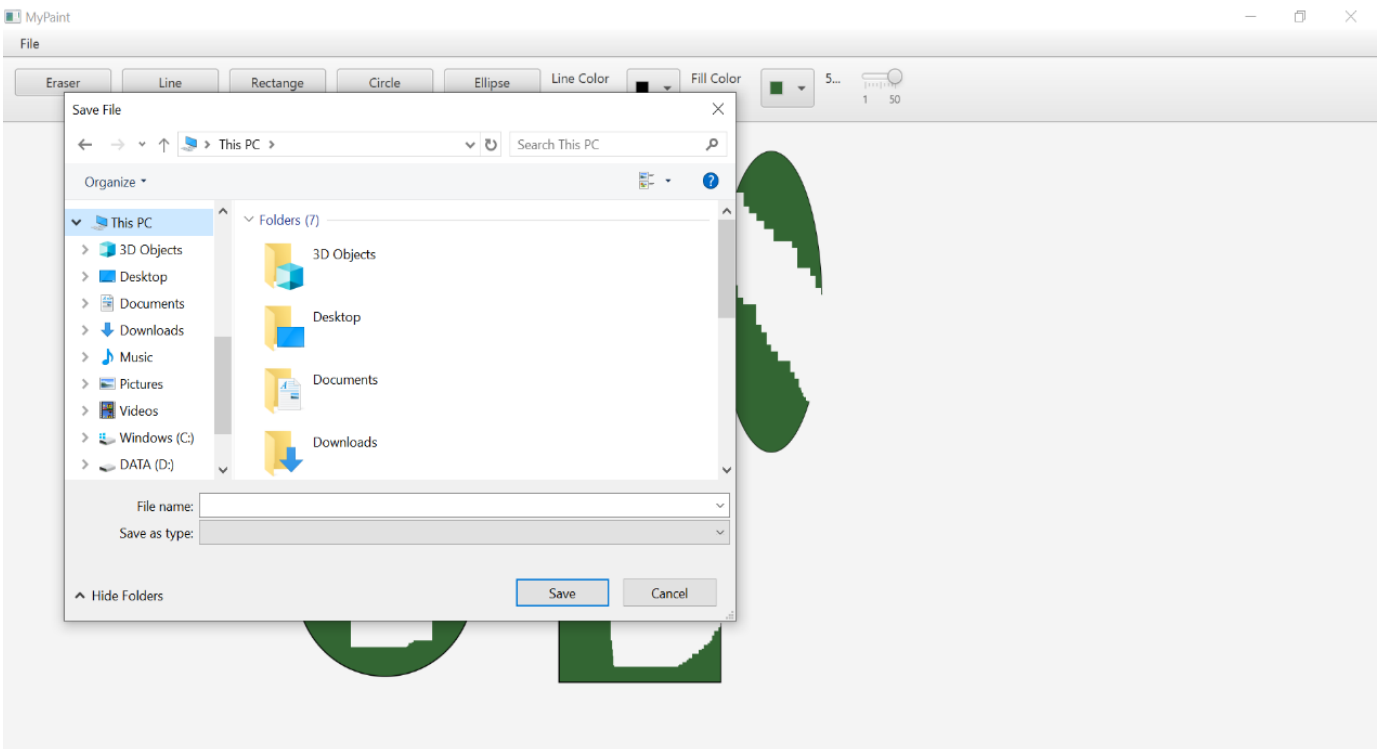 MyPaint
File
Eraser Line Rectange Circle Ellipse Line Color Fill Color 5...
1 50
Save File
This PC
Search This PC
Organize
This PC
3D Objects
Desktop
Documents
Downloads
Music
Pictures
Videos
Windows (C:)
DATA (D:)
Folders (7)
3D Objects
Desktop
Documents
Downloads
File name:
Save as type:
Hide Folders
Save Cancel